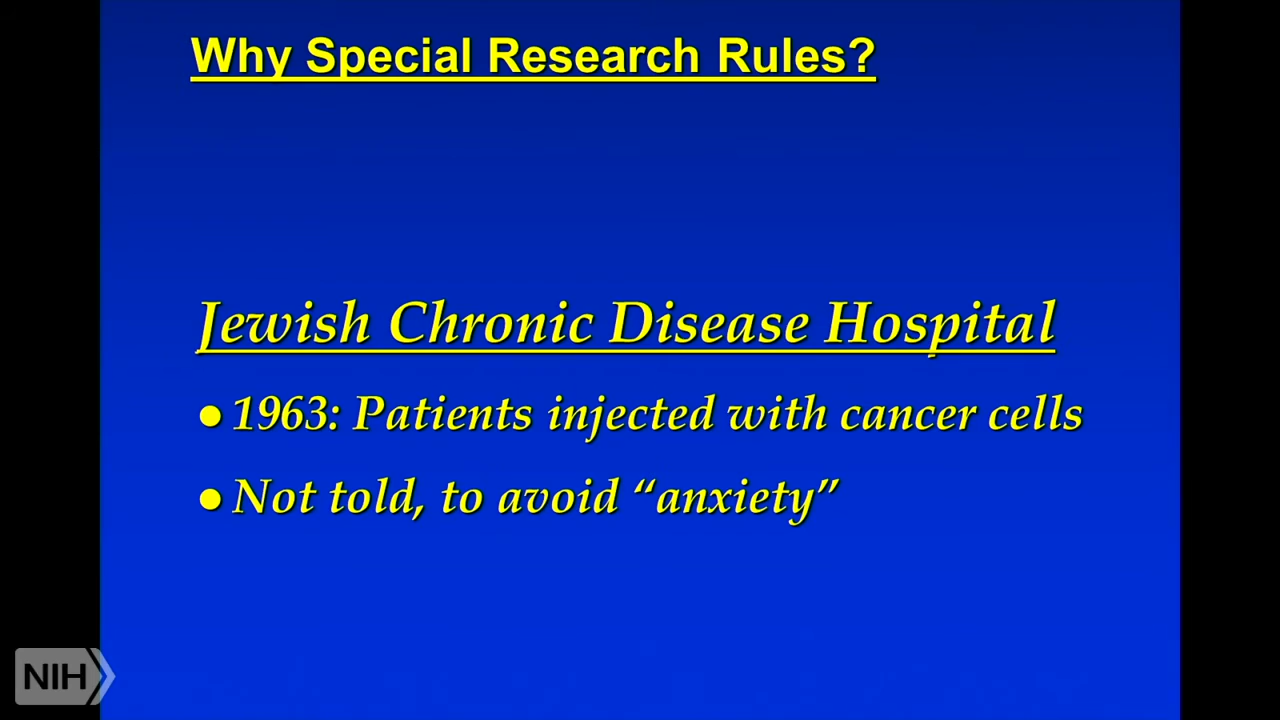 Why Special Research Rules?
Jewish Chronic Disease Hospital
● 1963: Patients injected with cancer cells
● Not told, to avoid “anxiety”
NIH